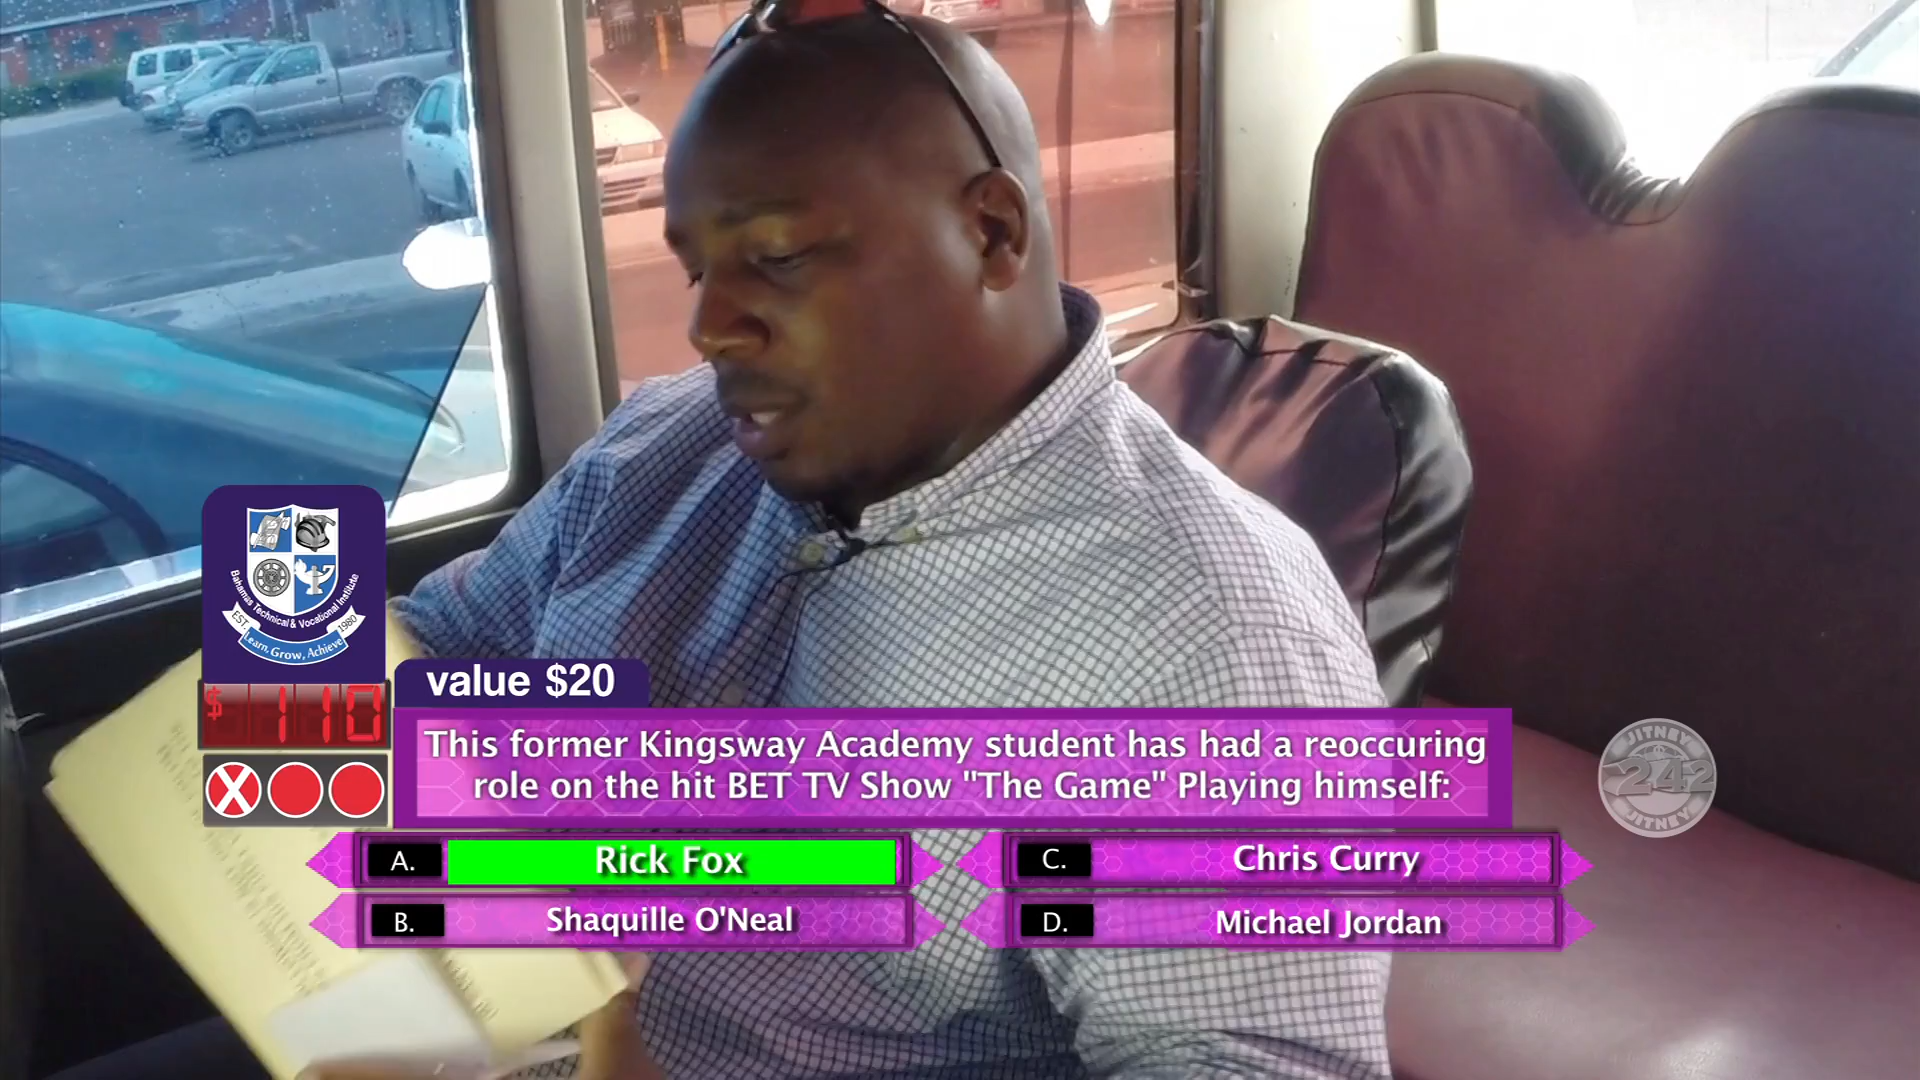 Bahamas Technical & Vocational Institute
EST. 1980
Learn, Grow, Achieve
$ 110
X
value $20
This former Kingsway Academy student has had a reoccuring
role on the hit BET TV Show "The Game" Playing himself:
A. Rick Fox
C. Chris Curry
B. Shaquille O'Neal
D. Michael Jordan
JITNEY
242
JITNEY